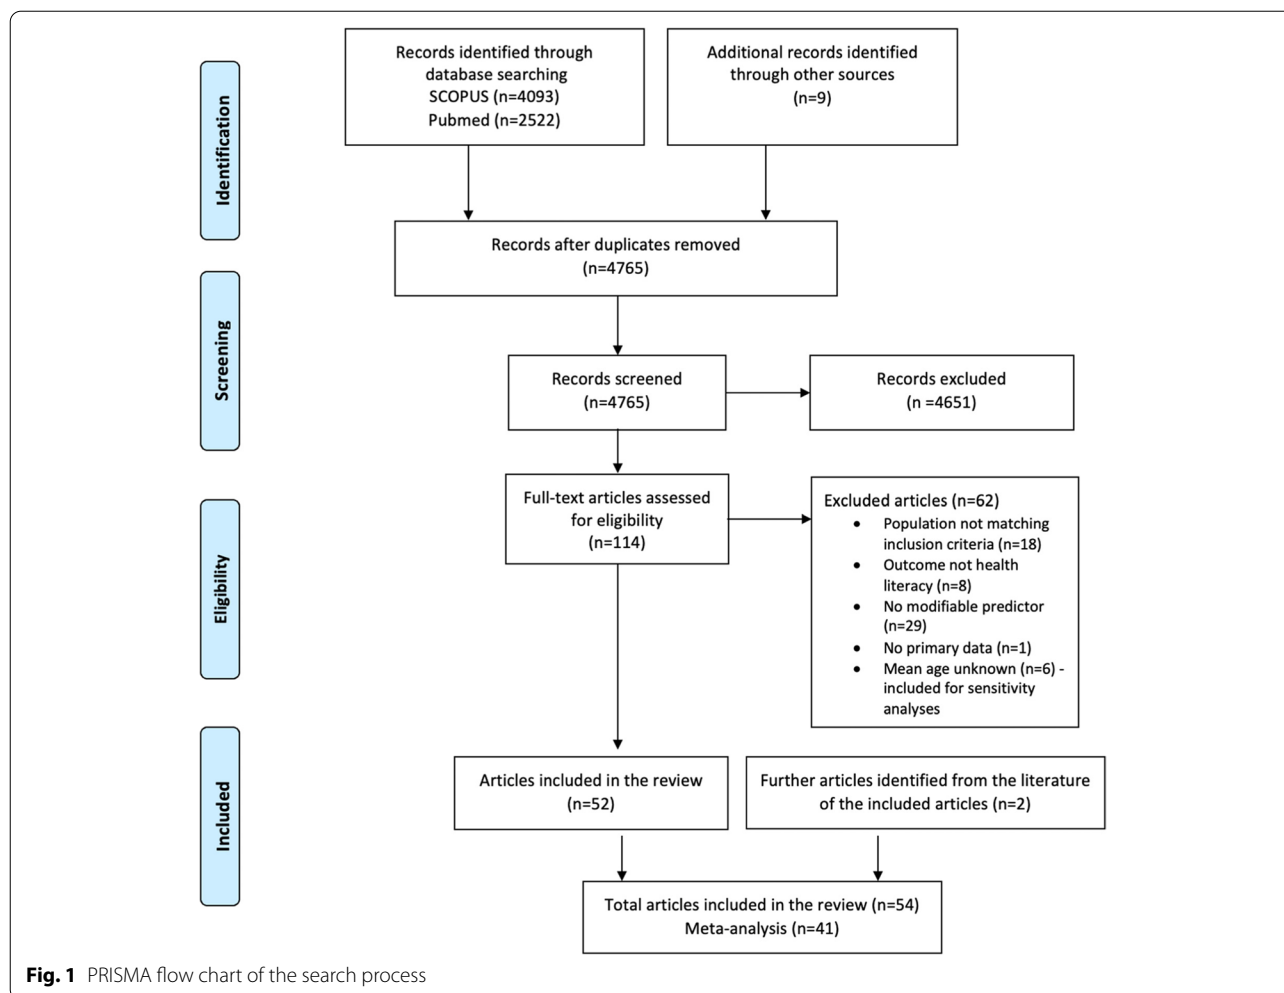 Identification
Records identified through
database searching
SCOPUS (n=4093)
Pubmed (n=2522)
Additional records identified
through other sources
(n=9)
Records after duplicates removed
(n=4765)
Screening
Records screened
(n=4765)
Records excluded
(n =4651)
Eligibility
Full-text articles assessed
for eligibility
(n=114)
Excluded articles (n=62)
• Population not matching
inclusion criteria (n=18)
• Outcome not health
literacy (n=8)
• No modifiable predictor
(n=29)
• No primary data (n=1)
• Mean age unknown (n=6) -
included for sensitivity
analyses
Included
Articles included in the review
(n=52)
Further articles identified from the literature
of the included articles (n=2)
Total articles included in the review (n=54)
Meta-analysis (n=41)
Fig. 1 PRISMA flow chart of the search process